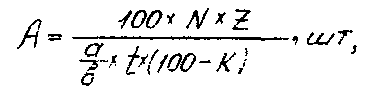 A = 100 × N × Z / (а/в × t × (100 − K)), шт,